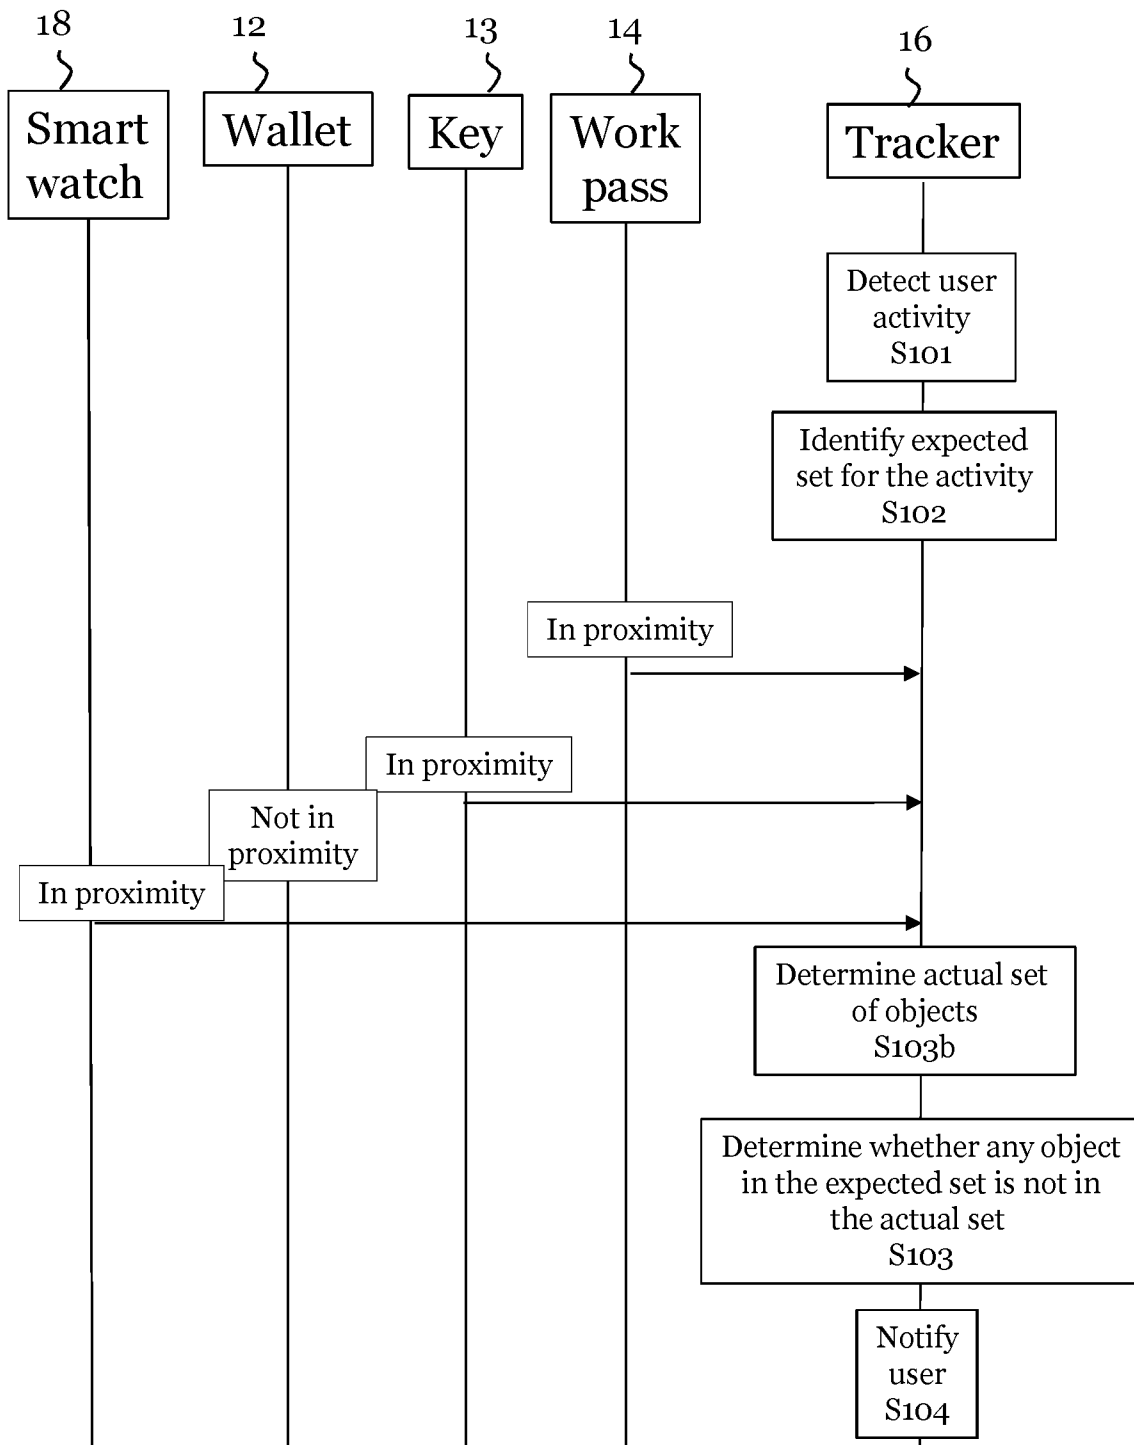 18
12
13
14
16
Smart
watch
Wallet
Key
Work
pass
Tracker
Detect user
activity
S101
Identify expected
set for the activity
S102
In proximity
In proximity
Not in
proximity
In proximity
Determine actual set
of objects
S103b
Determine whether any object
in the expected set is not in
the actual set
S103
Notify
user
S104